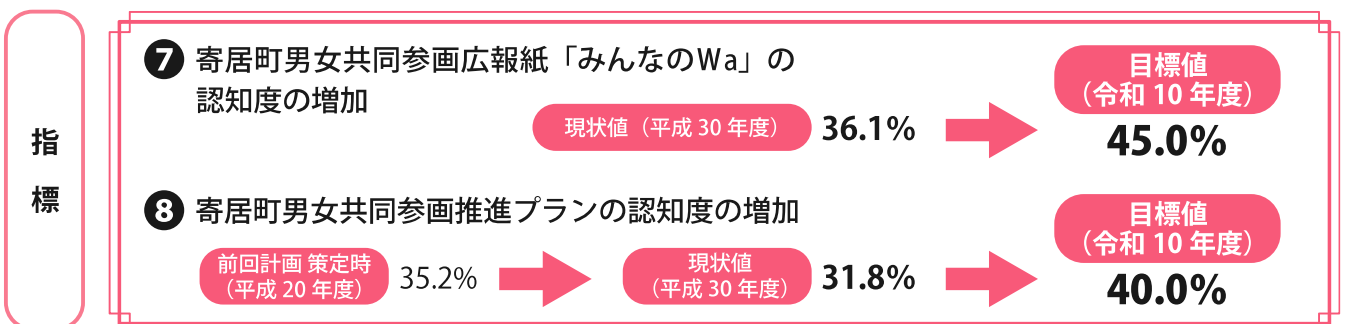 指標
❼ 寄居町男女共同参画広報紙「みんなのWa」の
認知度の増加
現状値（平成 30 年度） 36.1%
目標値
（令和 10 年度）
45.0%
❽ 寄居町男女共同参画推進プランの認知度の増加
前回計画 策定時
（平成 20 年度）
35.2%
現状値
（平成 30 年度）
31.8%
目標値
（令和 10 年度）
40.0%